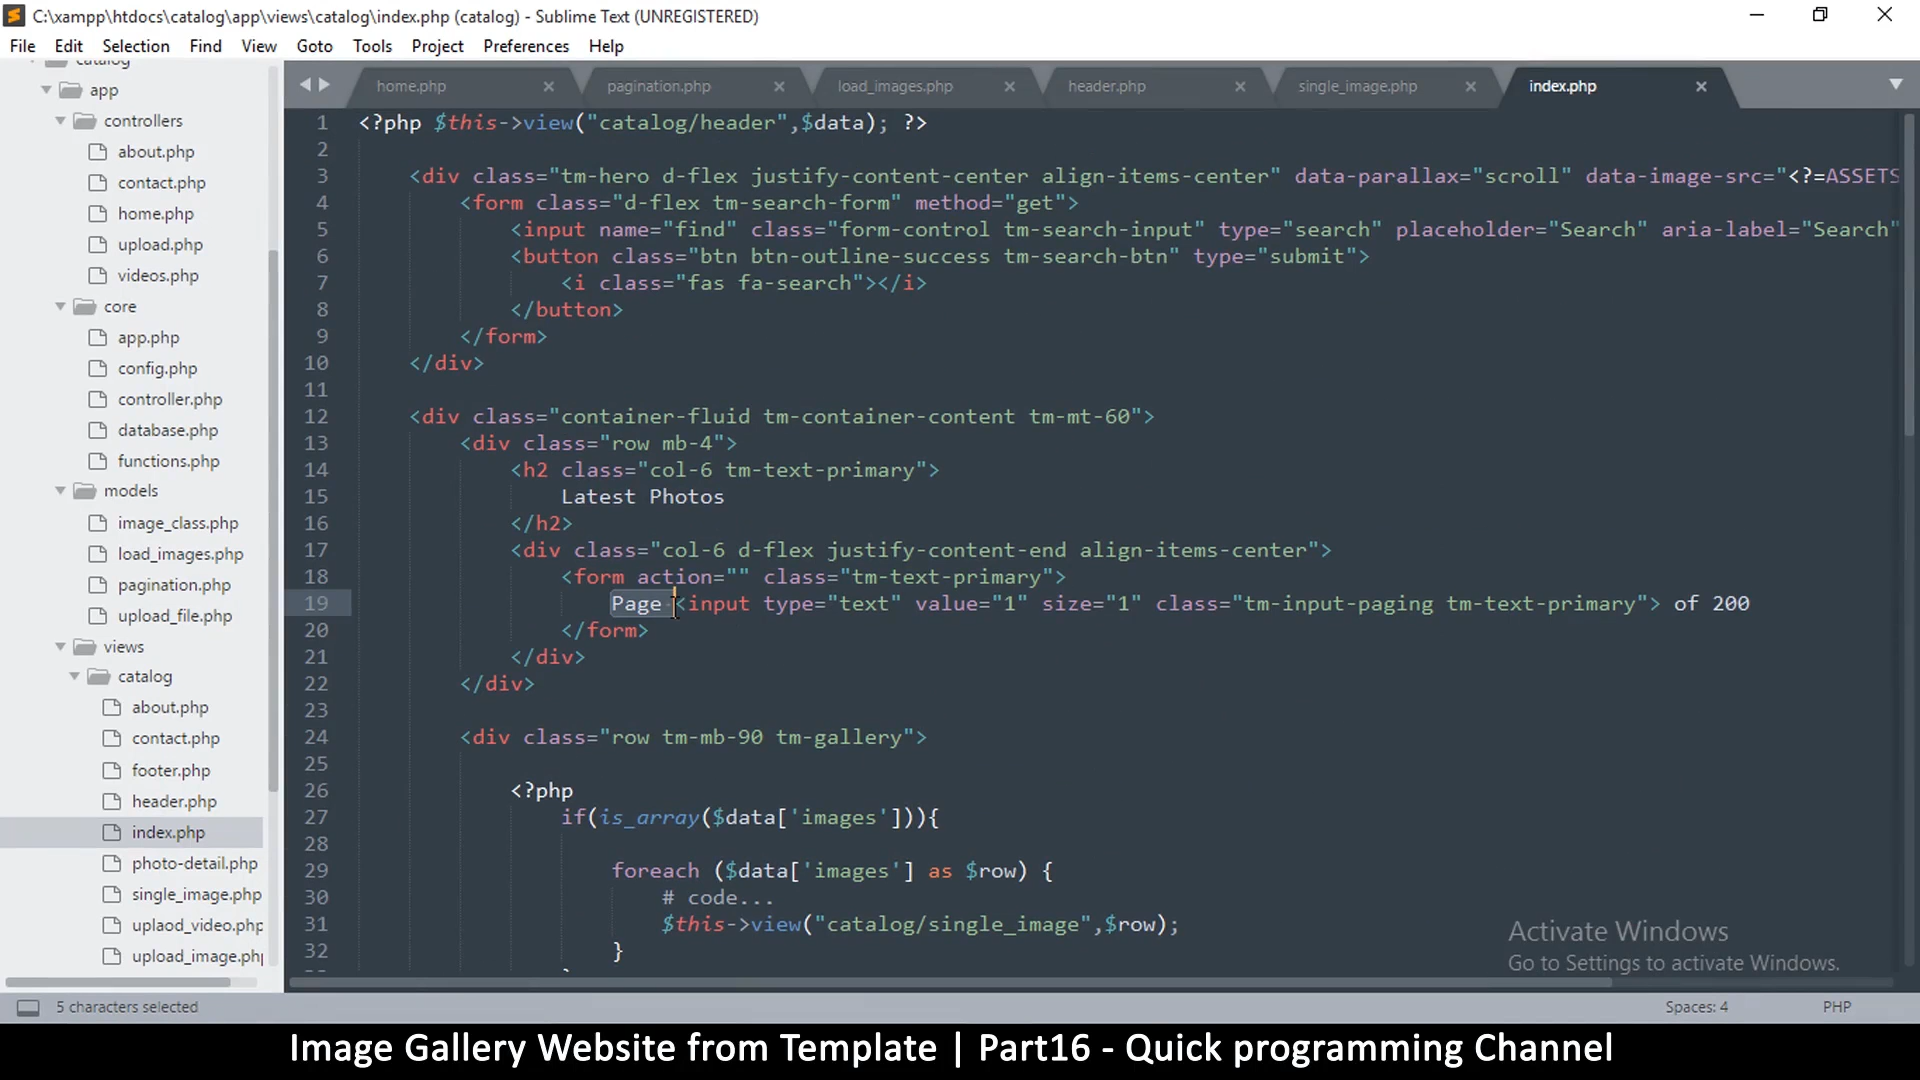 C:\xampp\htdocs\catalog\app\views\catalog\index.php (catalog) - Sublime Text (UNREGISTERED)
File Edit Selection Find View Goto Tools Project Preferences Help
catalog
app
controllers
about.php
contact.php
home.php
upload.php
videos.php
core
app.php
config.php
controller.php
database.php
functions.php
models
image_class.php
load_images.php
pagination.php
upload_file.php
views
catalog
about.php
contact.php
footer.php
header.php
index.php
photo-detail.php
single_image.php
uplaod_video.php
upload_image.php
home.php pagination.php load_images.php header.php single_image.php index.php
1 <?php $this->view("catalog/header",$data); ?>
2
3 <div class="tm-hero d-flex justify-content-center align-items-center" data-parallax="scroll" data-image-src="<?=ASSETS
4 <form class="d-flex tm-search-form" method="get">
5 <input name="find" class="form-control tm-search-input" type="search" placeholder="Search" aria-label="Search"
6 <button class="btn btn-outline-success tm-search-btn" type="submit">
7 <i class="fas fa-search"></i>
8 </button>
9 </form>
10 </div>
11
12 <div class="container-fluid tm-container-content tm-mt-60">
13 <div class="row mb-4">
14 <h2 class="col-6 tm-text-primary">
15 Latest Photos
16 </h2>
17 <div class="col-6 d-flex justify-content-end align-items-center">
18 <form action="" class="tm-text-primary">
19 Page <input type="text" value="1" size="1" class="tm-input-paging tm-text-primary"> of 200
20 </form>
21 </div>
22 </div>
23
24 <div class="row tm-mb-90 tm-gallery">
25
26 <?php
27 if(is_array($data['images'])){
28
29 foreach ($data['images'] as $row) {
30 # code...
31 $this->view("catalog/single_image",$row);
32 }
Activate Windows
Go to Settings to activate Windows.
5 characters selected
Spaces: 4 PHP
Image Gallery Website from Template | Part16 - Quick programming Channel